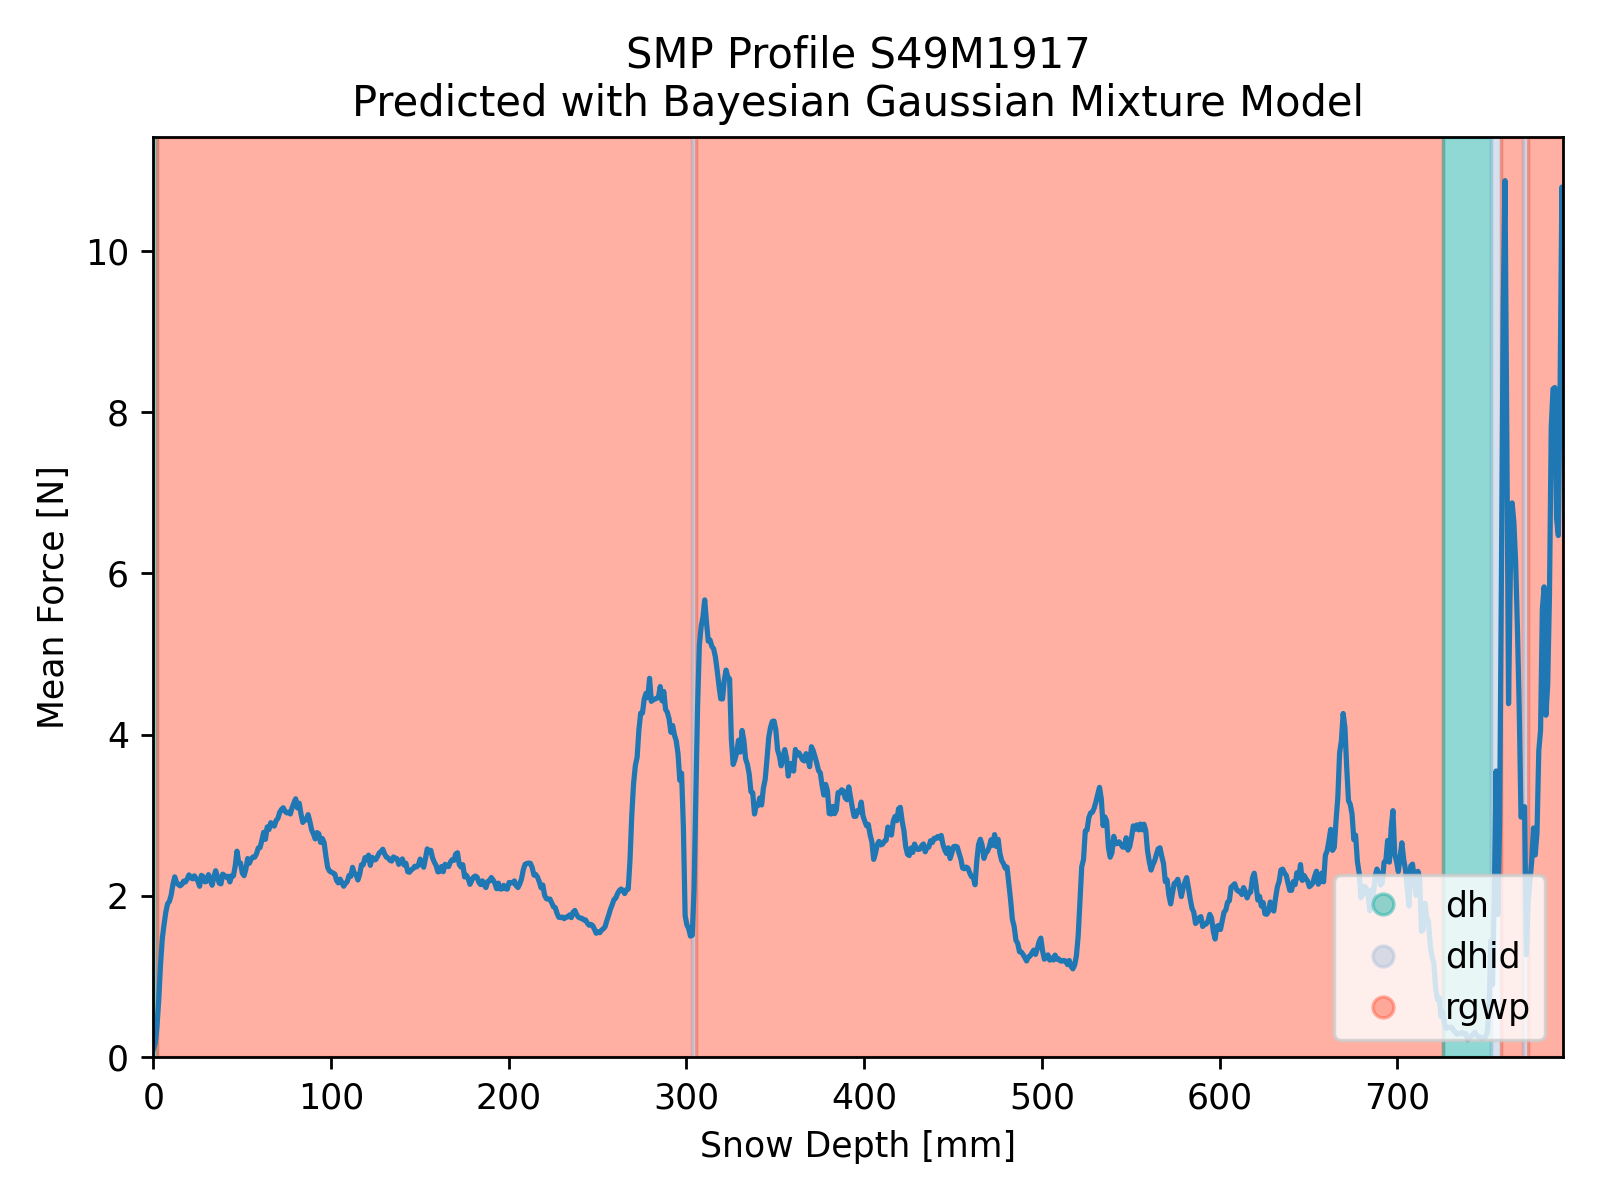 SMP Profile S49M1917
Predicted with Bayesian Gaussian Mixture Model
10
8
6
4
2
0
Mean Force [N]
dh
dhid
rgwp
0 100 200 300 400 500 600 700
Snow Depth [mm]